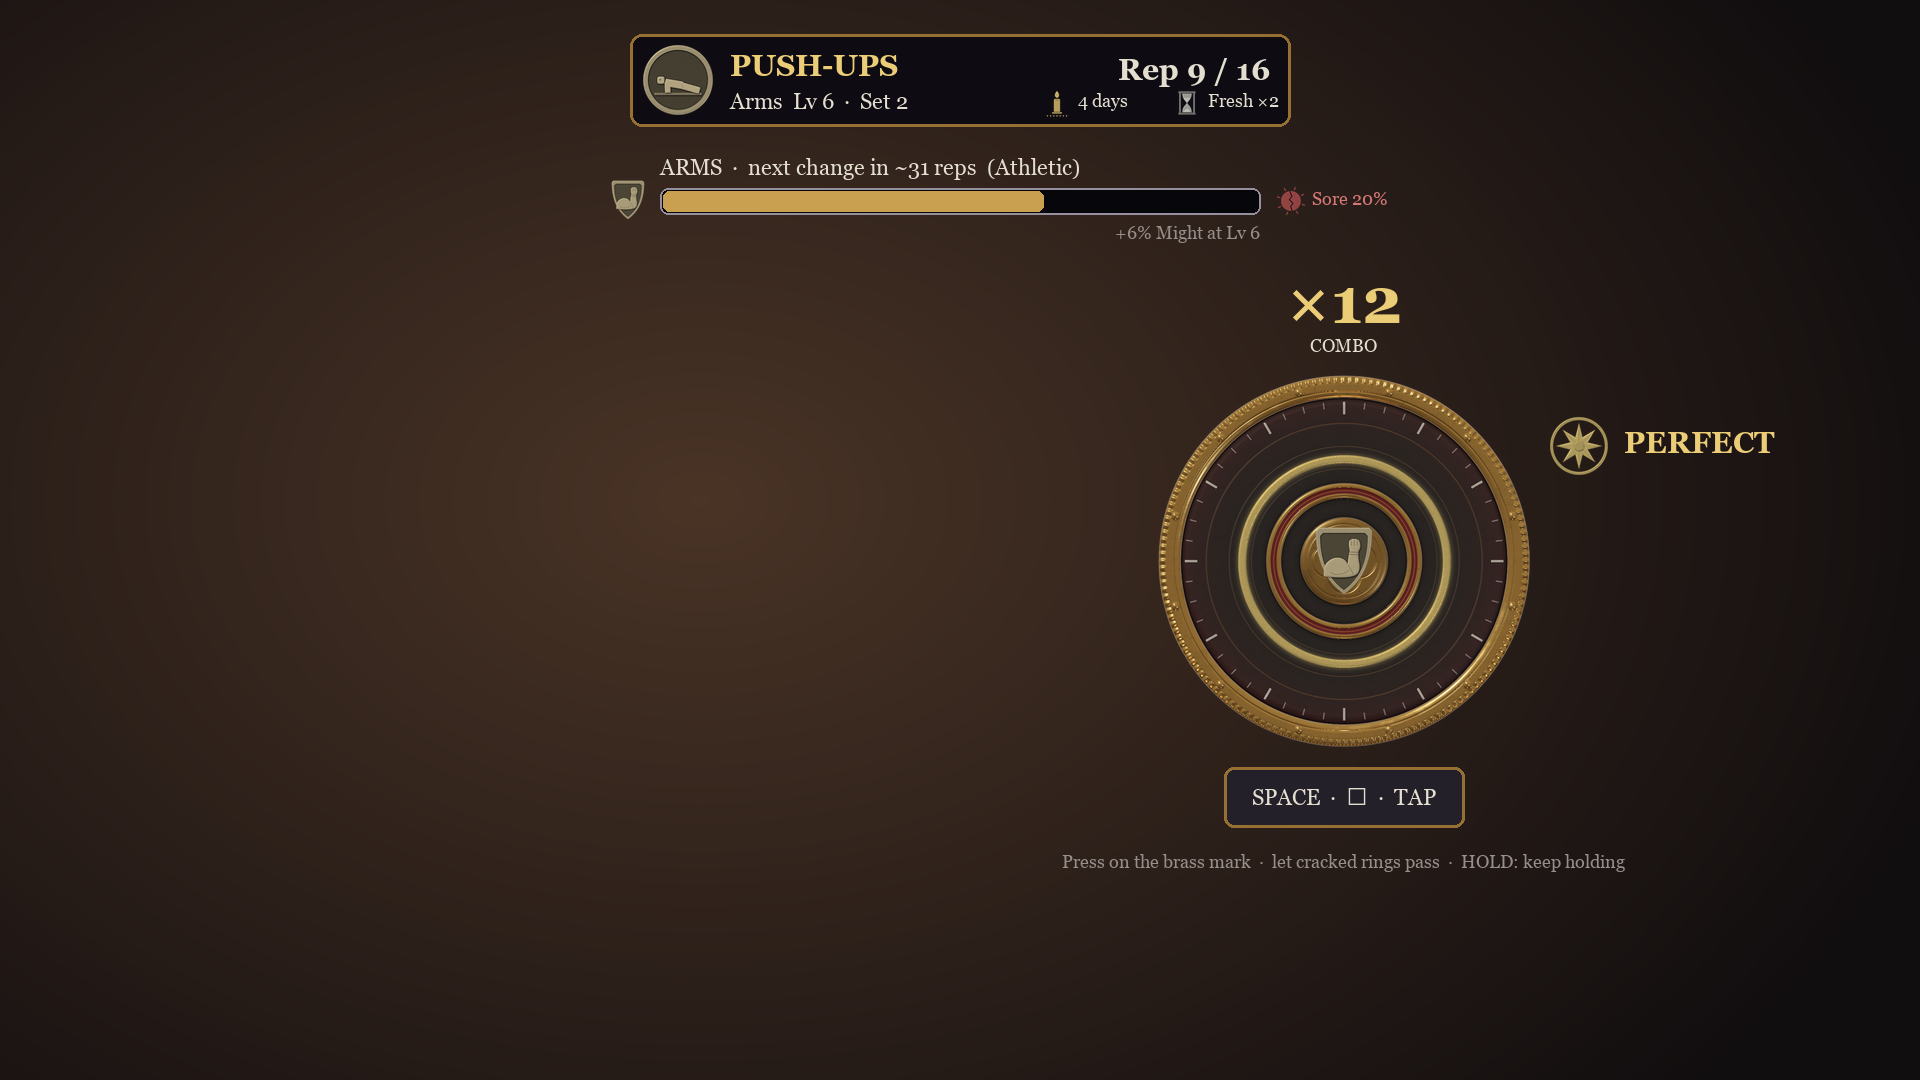 PUSH-UPS
Rep 9 / 16
Arms Lv 6 · Set 2
4 days
Fresh ×2
ARMS · next change in ~31 reps (Athletic)
Sore 20%
+6% Might at Lv 6
×12
COMBO
PERFECT
SPACE · □ · TAP
Press on the brass mark · let cracked rings pass · HOLD: keep holding